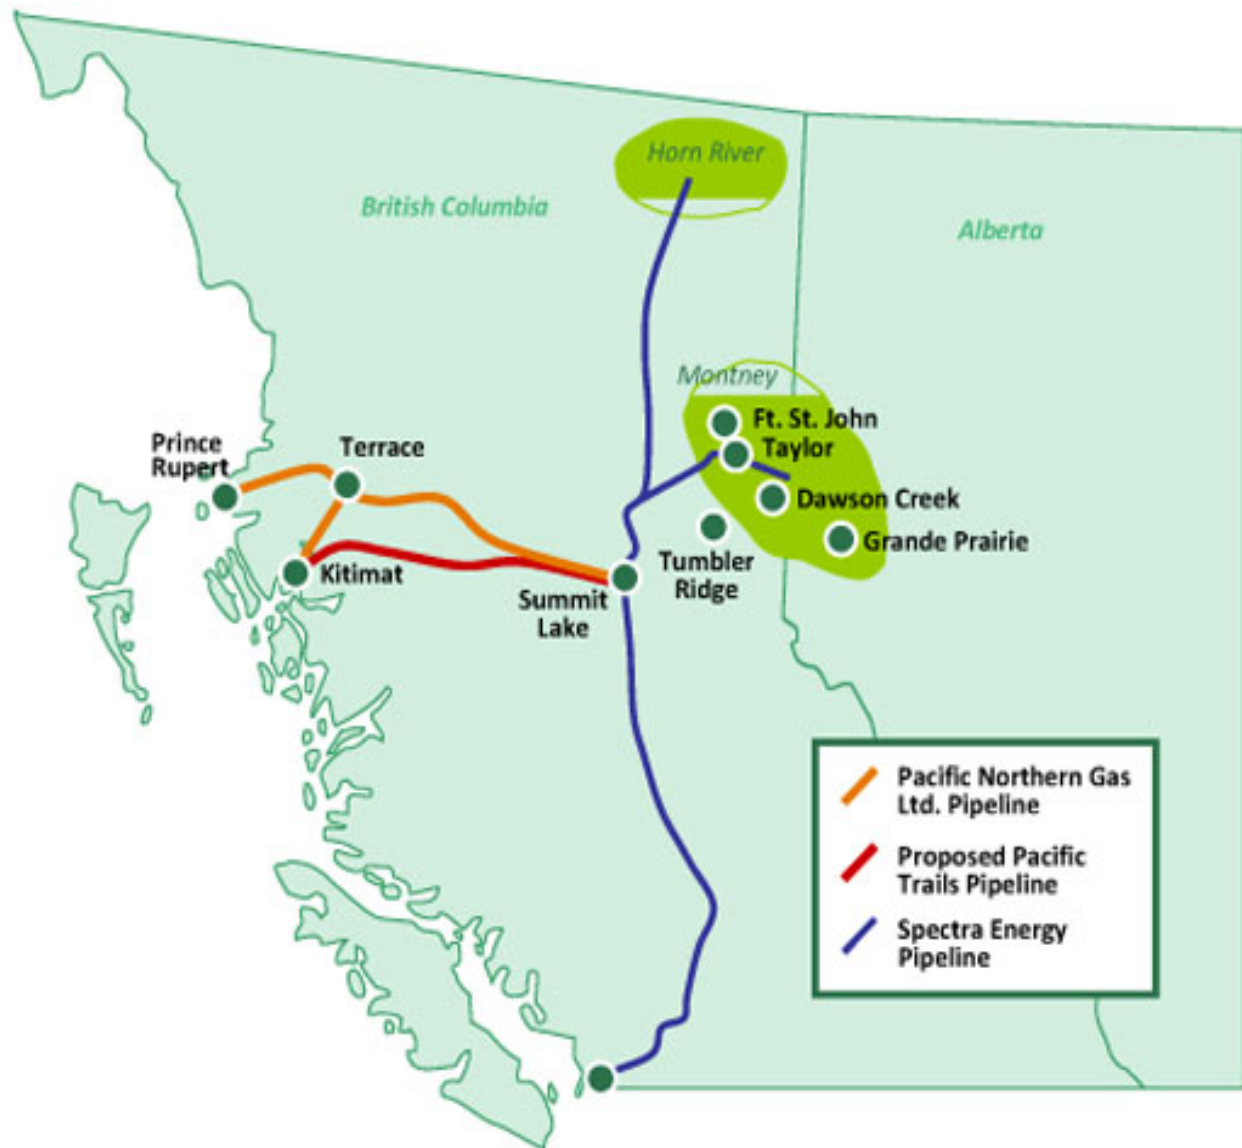 Horn River
British Columbia
Alberta
Montney
Ft. St. John
Taylor
Prince
Rupert
Terrace
Dawson Creek
Grande Prairie
Kitimat
Tumbler
Ridge
Summit
Lake
Pacific Northern Gas
Ltd. Pipeline
Proposed Pacific
Trails Pipeline
Spectra Energy
Pipeline